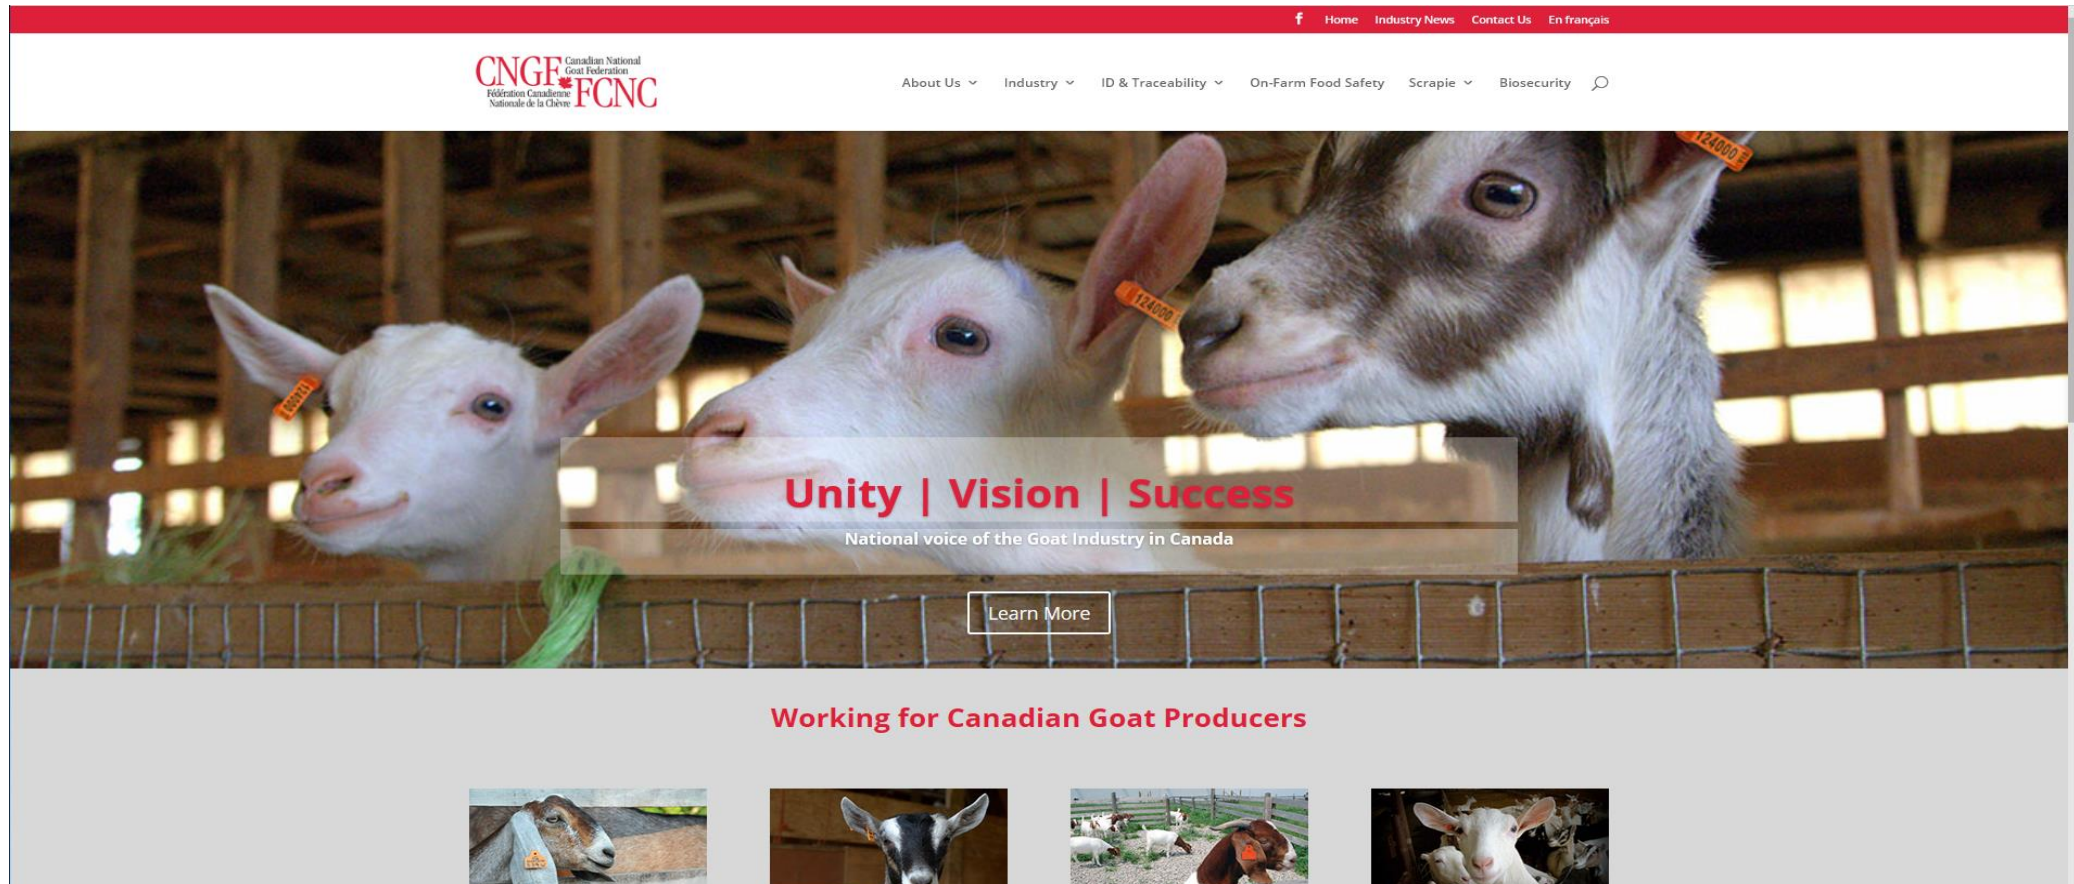 Home Industry News Contact Us En français
CNGF Canadian National
Goat Federation
Fédération Canadienne FCNC
Nationale de la Chèvre
About Us Industry ID & Traceability On-Farm Food Safety Scrapie Biosecurity
124000
124000
Unity | Vision | Success
National voice of the Goat Industry in Canada
Learn More
Working for Canadian Goat Producers